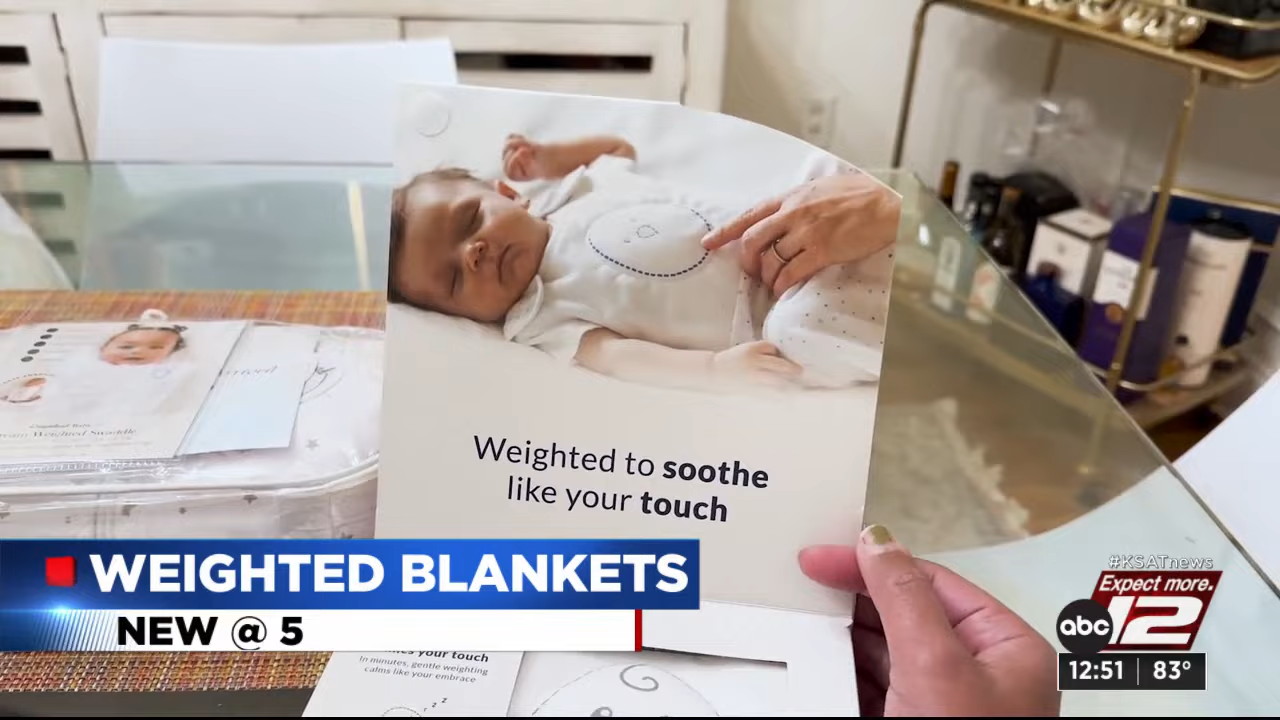 Weighted to soothe
like your touch
Weighted Swaddle
your touch
In minutes, gentle weighting
calms like your embrace
z z z
WEIGHTED BLANKETS
NEW @ 5
#KSATnews
Expect more.
abc 12
12:51 83°